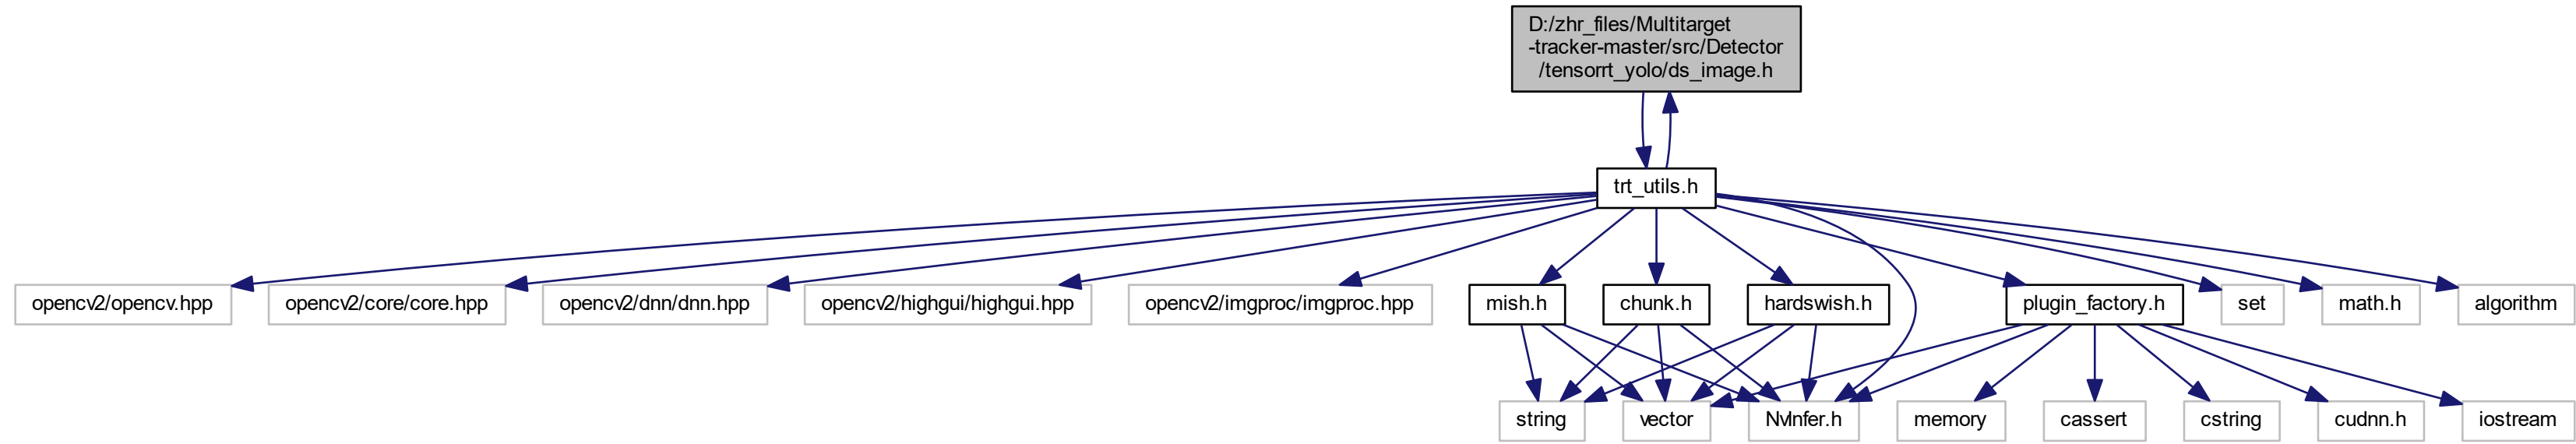 D:/zhr_files/Multitarget
-tracker-master/src/Detector
/tensorrt_yolo/ds_image.h
trt_utils.h
opencv2/opencv.hpp
opencv2/core/core.hpp
opencv2/dnn/dnn.hpp
opencv2/highgui/highgui.hpp
opencv2/imgproc/imgproc.hpp
mish.h
chunk.h
hardswish.h
plugin_factory.h
set
math.h
algorithm
string
vector
NvInfer.h
memory
cassert
cstring
cudnn.h
iostream